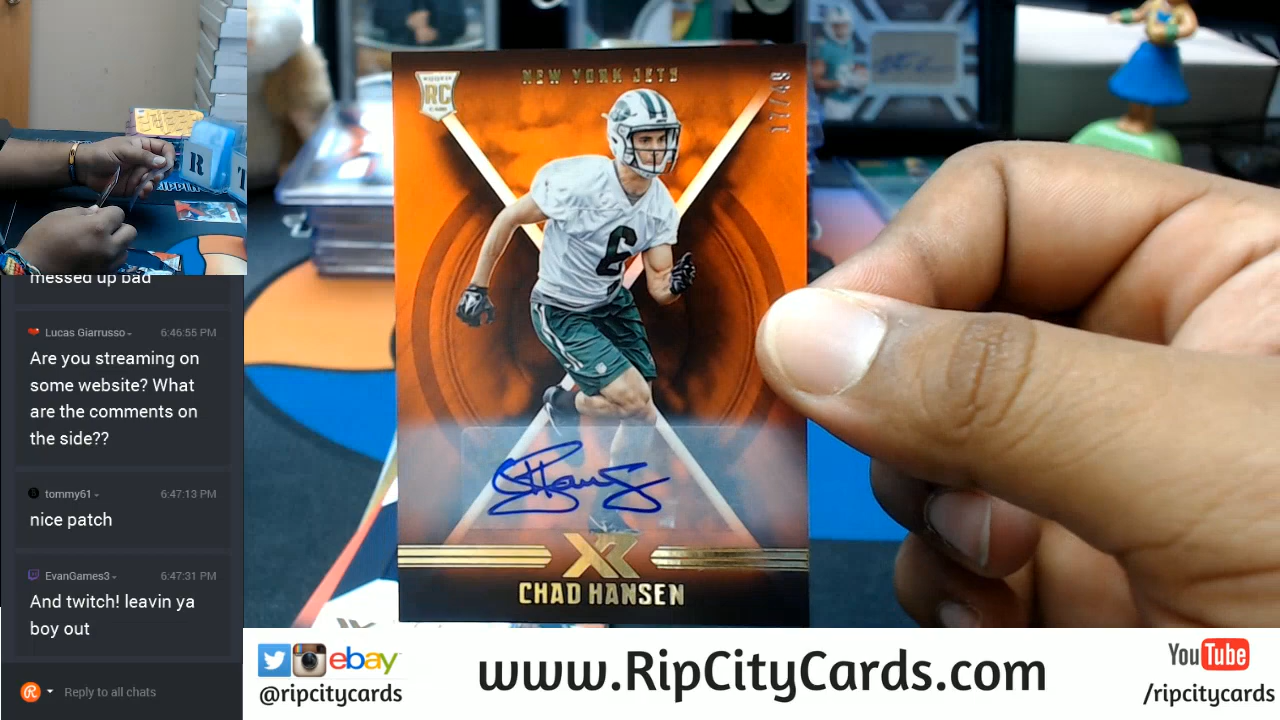 messed up bad
Lucas Giarrusso
6:46:55 PM
Are you streaming on
some website? What
are the comments on
the side??
tommy61
6:47:13 PM
nice patch
EvanGames3
6:47:31 PM
And twitch! leavin ya
boy out
Reply to all chats
R
T
RC
NEW YORK JETS
6
XR
CHAD HANSEN
ebay
@ripcitycards
www.RipCityCards.com
YouTube
/ripcitycards